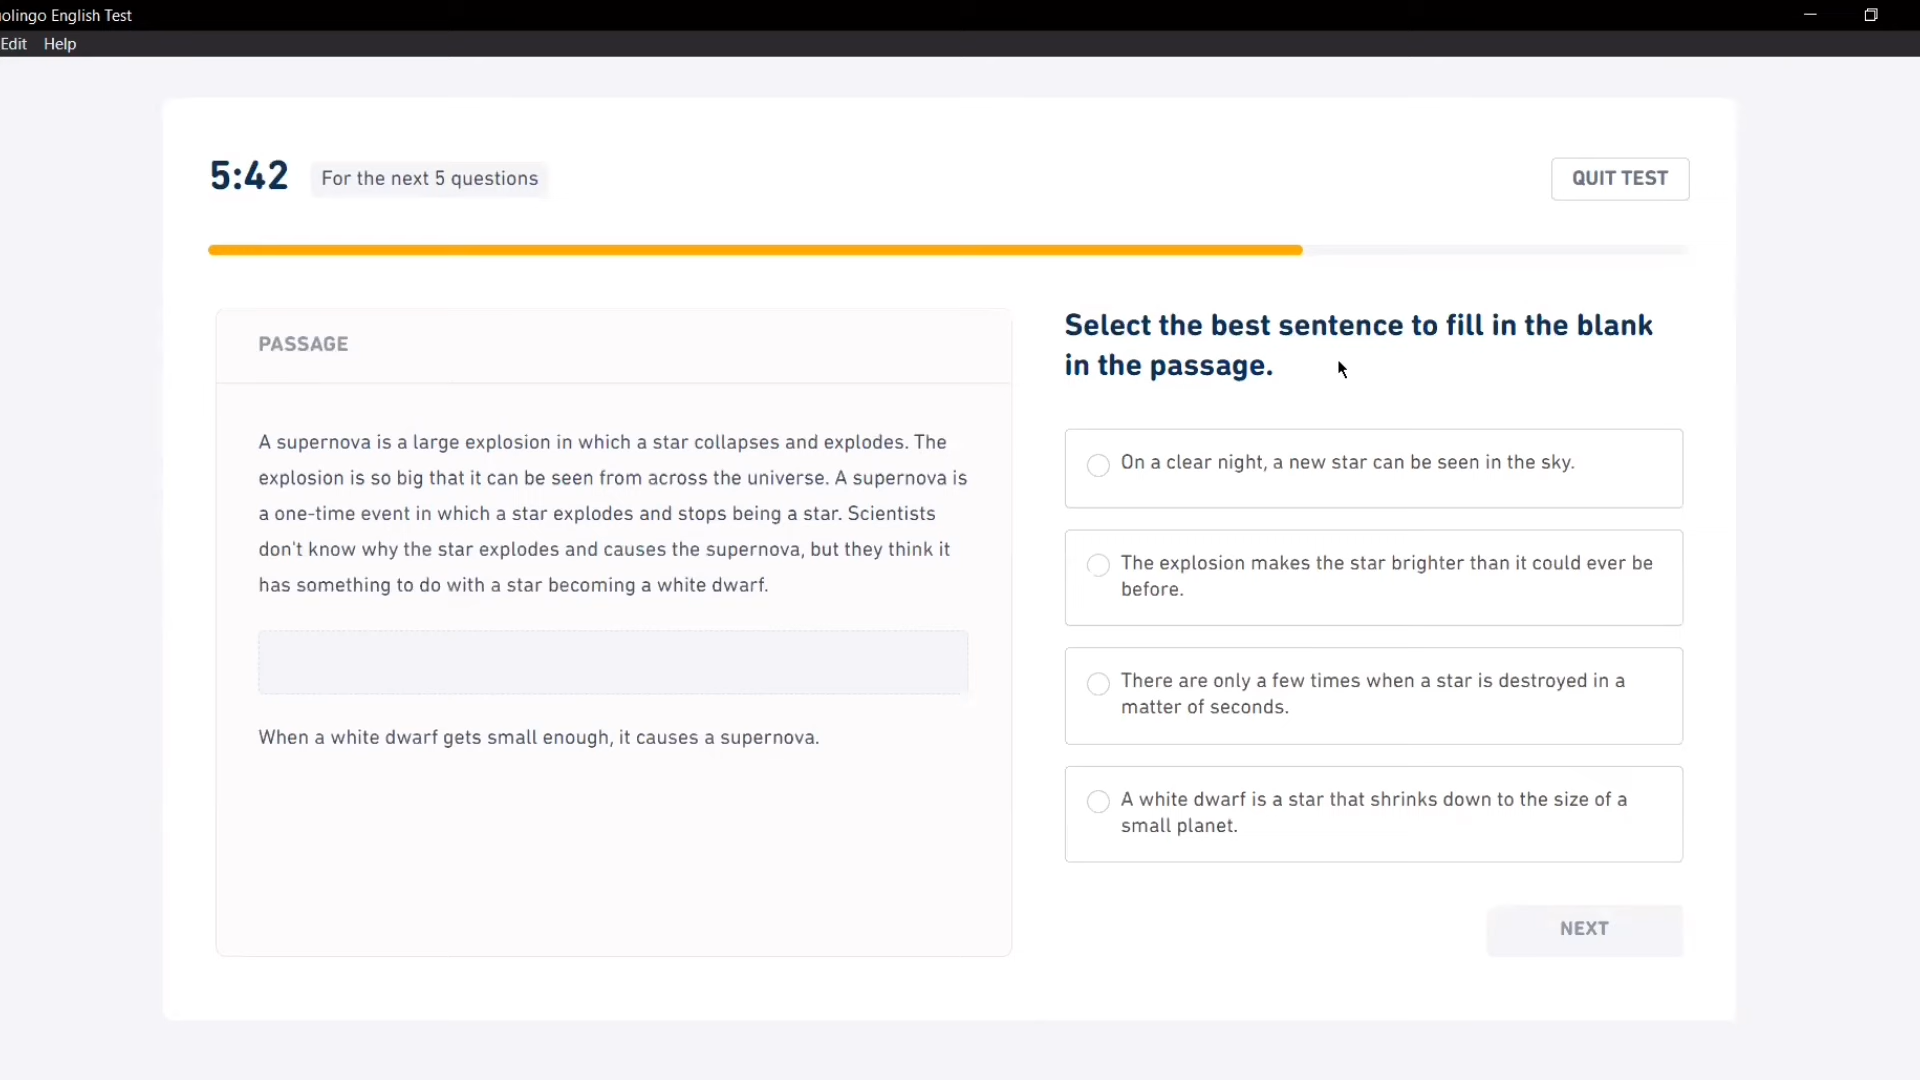 olingo English Test
Edit Help
5:42 For the next 5 questions
QUIT TEST
PASSAGE
A supernova is a large explosion in which a star collapses and explodes. The
explosion is so big that it can be seen from across the universe. A supernova is
a one-time event in which a star explodes and stops being a star. Scientists
don't know why the star explodes and causes the supernova, but they think it
has something to do with a star becoming a white dwarf.
When a white dwarf gets small enough, it causes a supernova.
Select the best sentence to fill in the blank
in the passage.
On a clear night, a new star can be seen in the sky.
The explosion makes the star brighter than it could ever be
before.
There are only a few times when a star is destroyed in a
matter of seconds.
A white dwarf is a star that shrinks down to the size of a
small planet.
NEXT